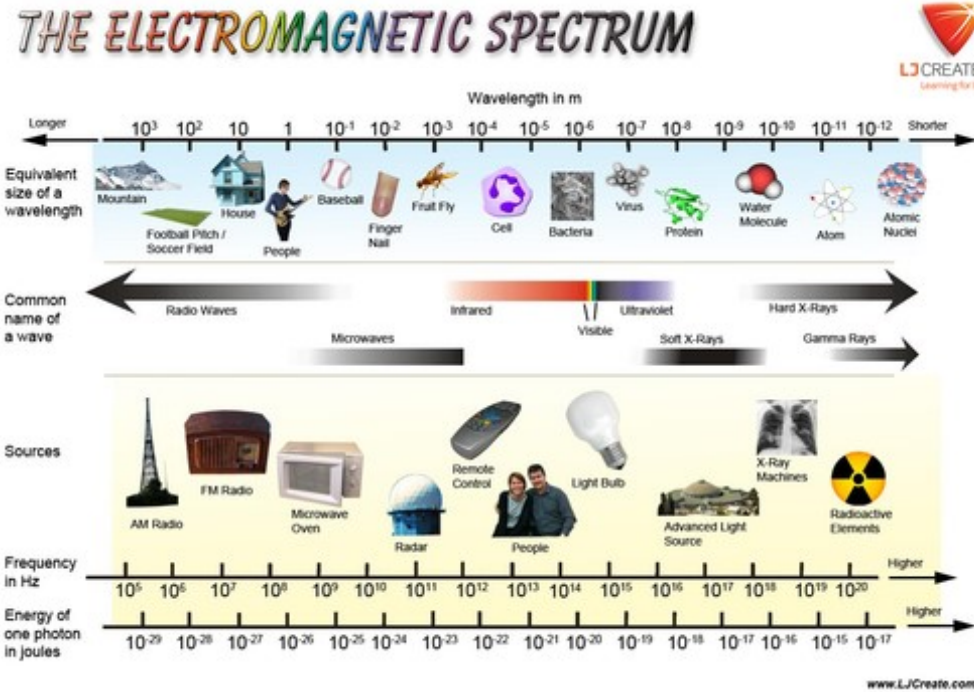 THE ELECTROMAGNETIC SPECTRUM
LJCREATE
Wavelength in m
Longer
10³ 10² 10 1 10⁻¹ 10⁻² 10⁻³ 10⁻⁴ 10⁻⁵ 10⁻⁶ 10⁻⁷ 10⁻⁸ 10⁻⁹ 10⁻¹⁰ 10⁻¹¹ 10⁻¹²
Shorter
Equivalent
size of a
wavelength
Mountain
Football Pitch /
Soccer Field
House
People
Baseball
Finger
Nail
Fruit Fly
Cell
Bacteria
Virus
Protein
Water
Molecule
Atom
Atomic
Nuclei
Common
name of
a wave
Radio Waves
Microwaves
Infrared
Visible
Ultraviolet
Soft X-Rays
Hard X-Rays
Gamma Rays
Sources
AM Radio
FM Radio
Microwave
Oven
Radar
Remote
Control
People
Light Bulb
Advanced Light
Source
X-Ray
Machines
Radioactive
Elements
Frequency
in Hz
10⁵ 10⁶ 10⁷ 10⁸ 10⁹ 10¹⁰ 10¹¹ 10¹² 10¹³ 10¹⁴ 10¹⁵ 10¹⁶ 10¹⁷ 10¹⁸ 10¹⁹ 10²⁰
Higher
Energy of
one photon
in joules
10⁻²⁹ 10⁻²⁸ 10⁻²⁷ 10⁻²⁶ 10⁻²⁵ 10⁻²⁴ 10⁻²³ 10⁻²² 10⁻²¹ 10⁻²⁰ 10⁻¹⁹ 10⁻¹⁸ 10⁻¹⁷ 10⁻¹⁶ 10⁻¹⁵ 10⁻¹⁷
Higher
www.LJCreate.com